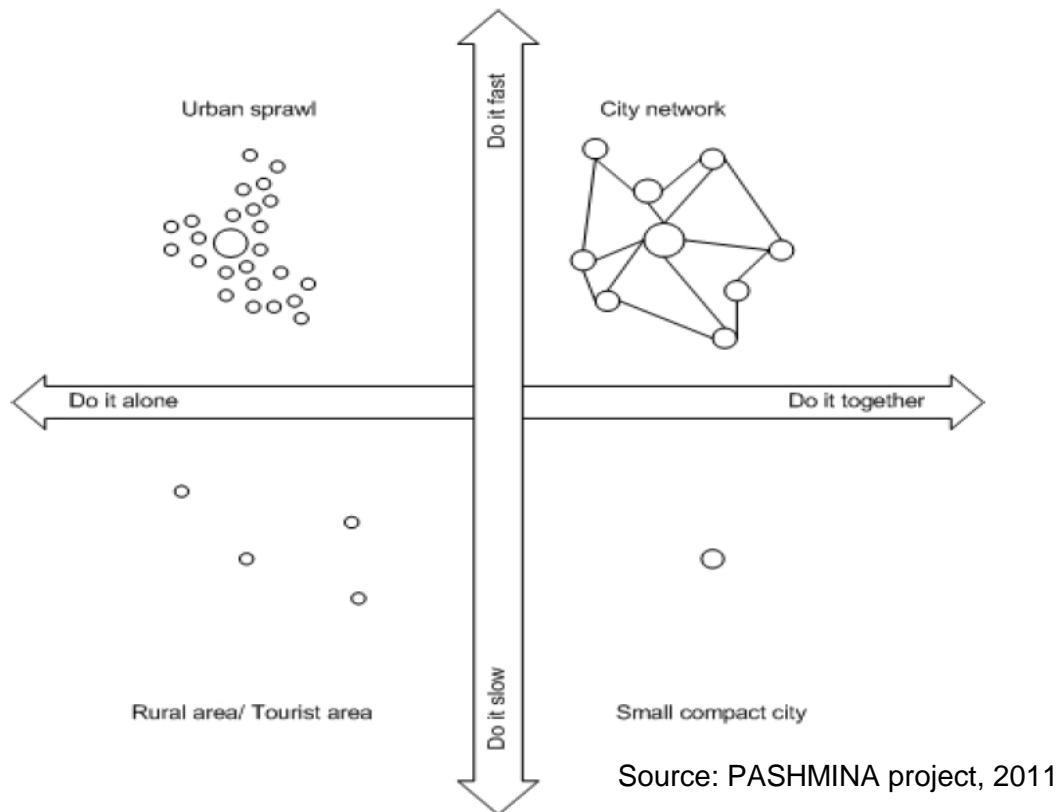 Urban sprawl
Do it fast
City network
Do it alone
Do it together
Rural area/ Tourist area
Do it slow
Small compact city
Source: PASHMINA project, 2011